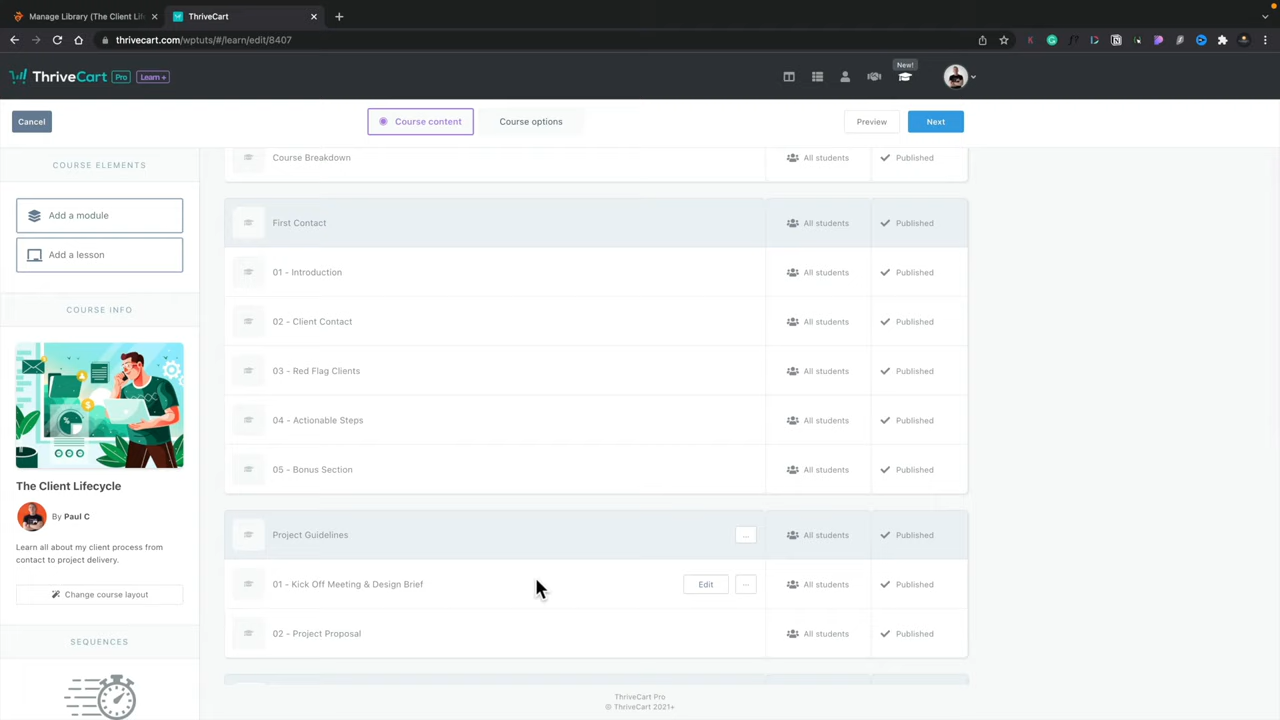 Manage Library (The Client Life
ThriveCart
thrivecart.com/wptuts/#/learn/edit/8407
ThriveCart Pro Learn +
New!
Cancel
Course content
Course options
Preview
Next
COURSE ELEMENTS
Add a module
Add a lesson
COURSE INFO
The Client Lifecycle
By Paul C
Learn all about my client process from
contact to project delivery.
Change course layout
SEQUENCES
Course Breakdown All students Published
First Contact All students Published
01 - Introduction All students Published
02 - Client Contact All students Published
03 - Red Flag Clients All students Published
04 - Actionable Steps All students Published
05 - Bonus Section All students Published
Project Guidelines ... All students Published
01 - Kick Off Meeting & Design Brief Edit ... All students Published
02 - Project Proposal All students Published
ThriveCart Pro
© ThriveCart 2021+